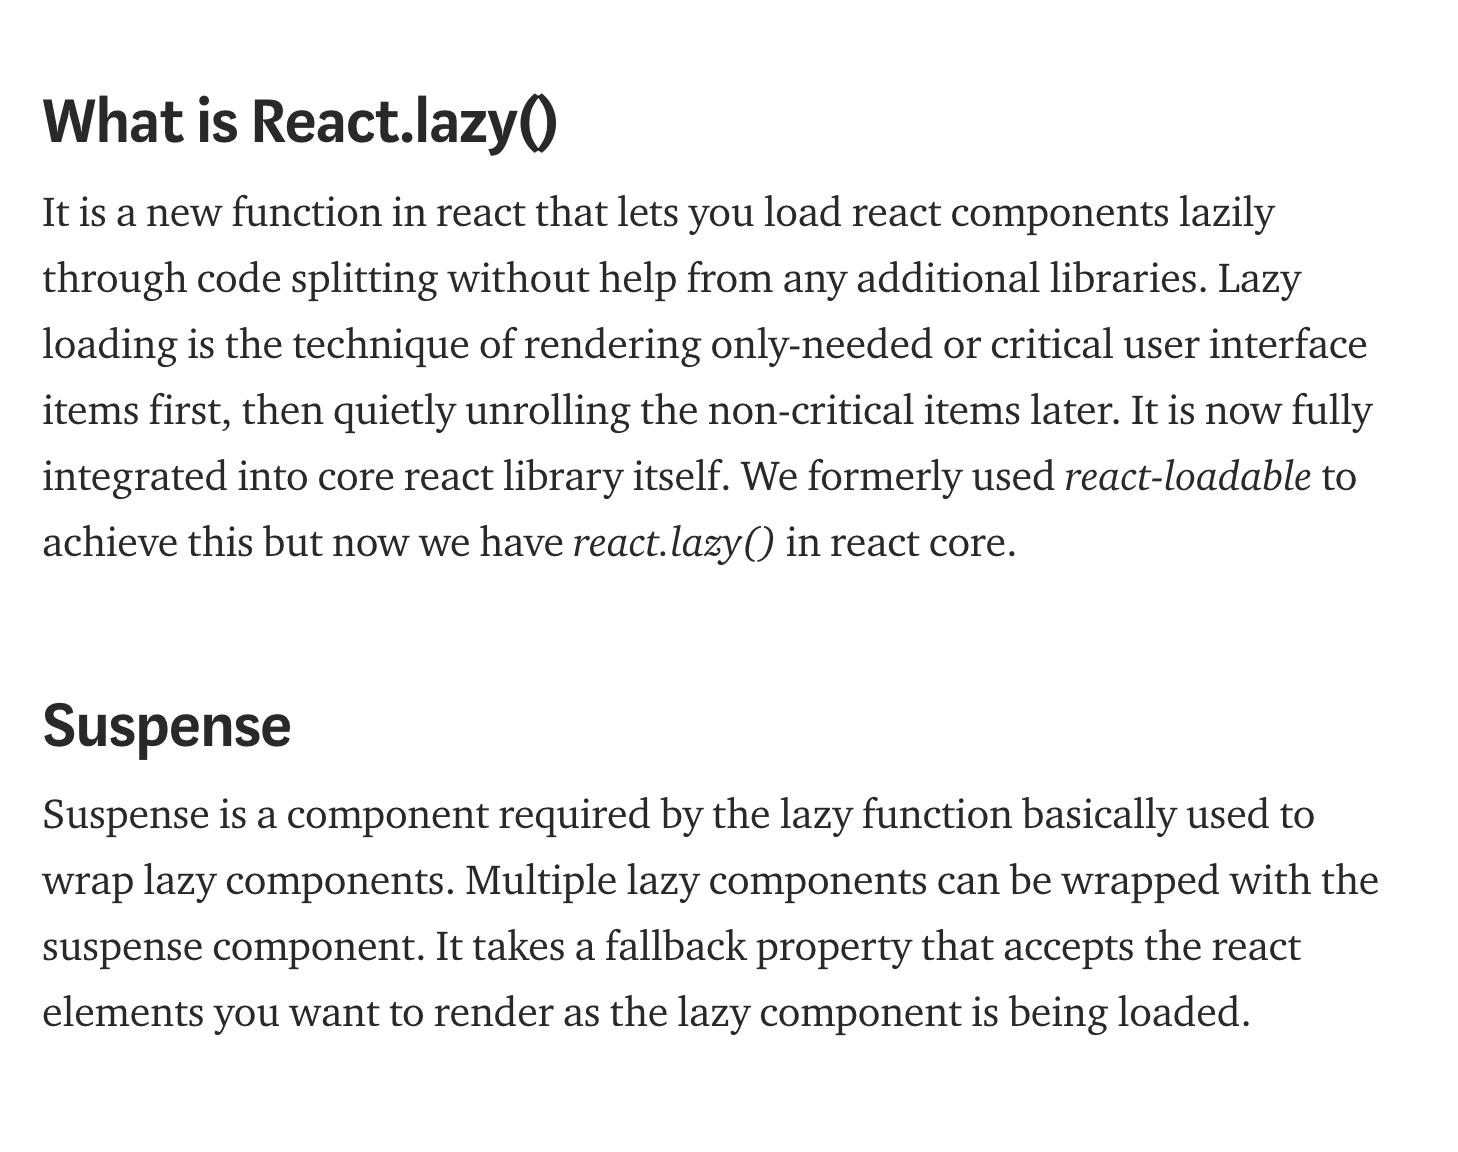 What is React.lazy()
It is a new function in react that lets you load react components lazily
through code splitting without help from any additional libraries. Lazy
loading is the technique of rendering only-needed or critical user interface
items first, then quietly unrolling the non-critical items later. It is now fully
integrated into core react library itself. We formerly used react-loadable to
achieve this but now we have react.lazy() in react core.
Suspense
Suspense is a component required by the lazy function basically used to
wrap lazy components. Multiple lazy components can be wrapped with the
suspense component. It takes a fallback property that accepts the react
elements you want to render as the lazy component is being loaded.